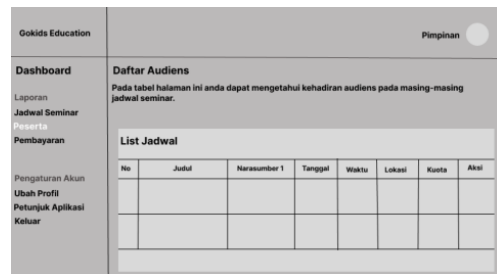 Gokids Education
Pimpinan
Dashboard
Laporan
Jadwal Seminar
Peserta
Pembayaran
Pengaturan Akun
Ubah Profil
Petunjuk Aplikasi
Keluar
Daftar Audiens
Pada tabel halaman ini anda dapat mengetahui kehadiran audiens pada masing-masing
jadwal seminar.
List Jadwal
No Judul Narasumber 1 Tanggal Waktu Lokasi Kuota Aksi